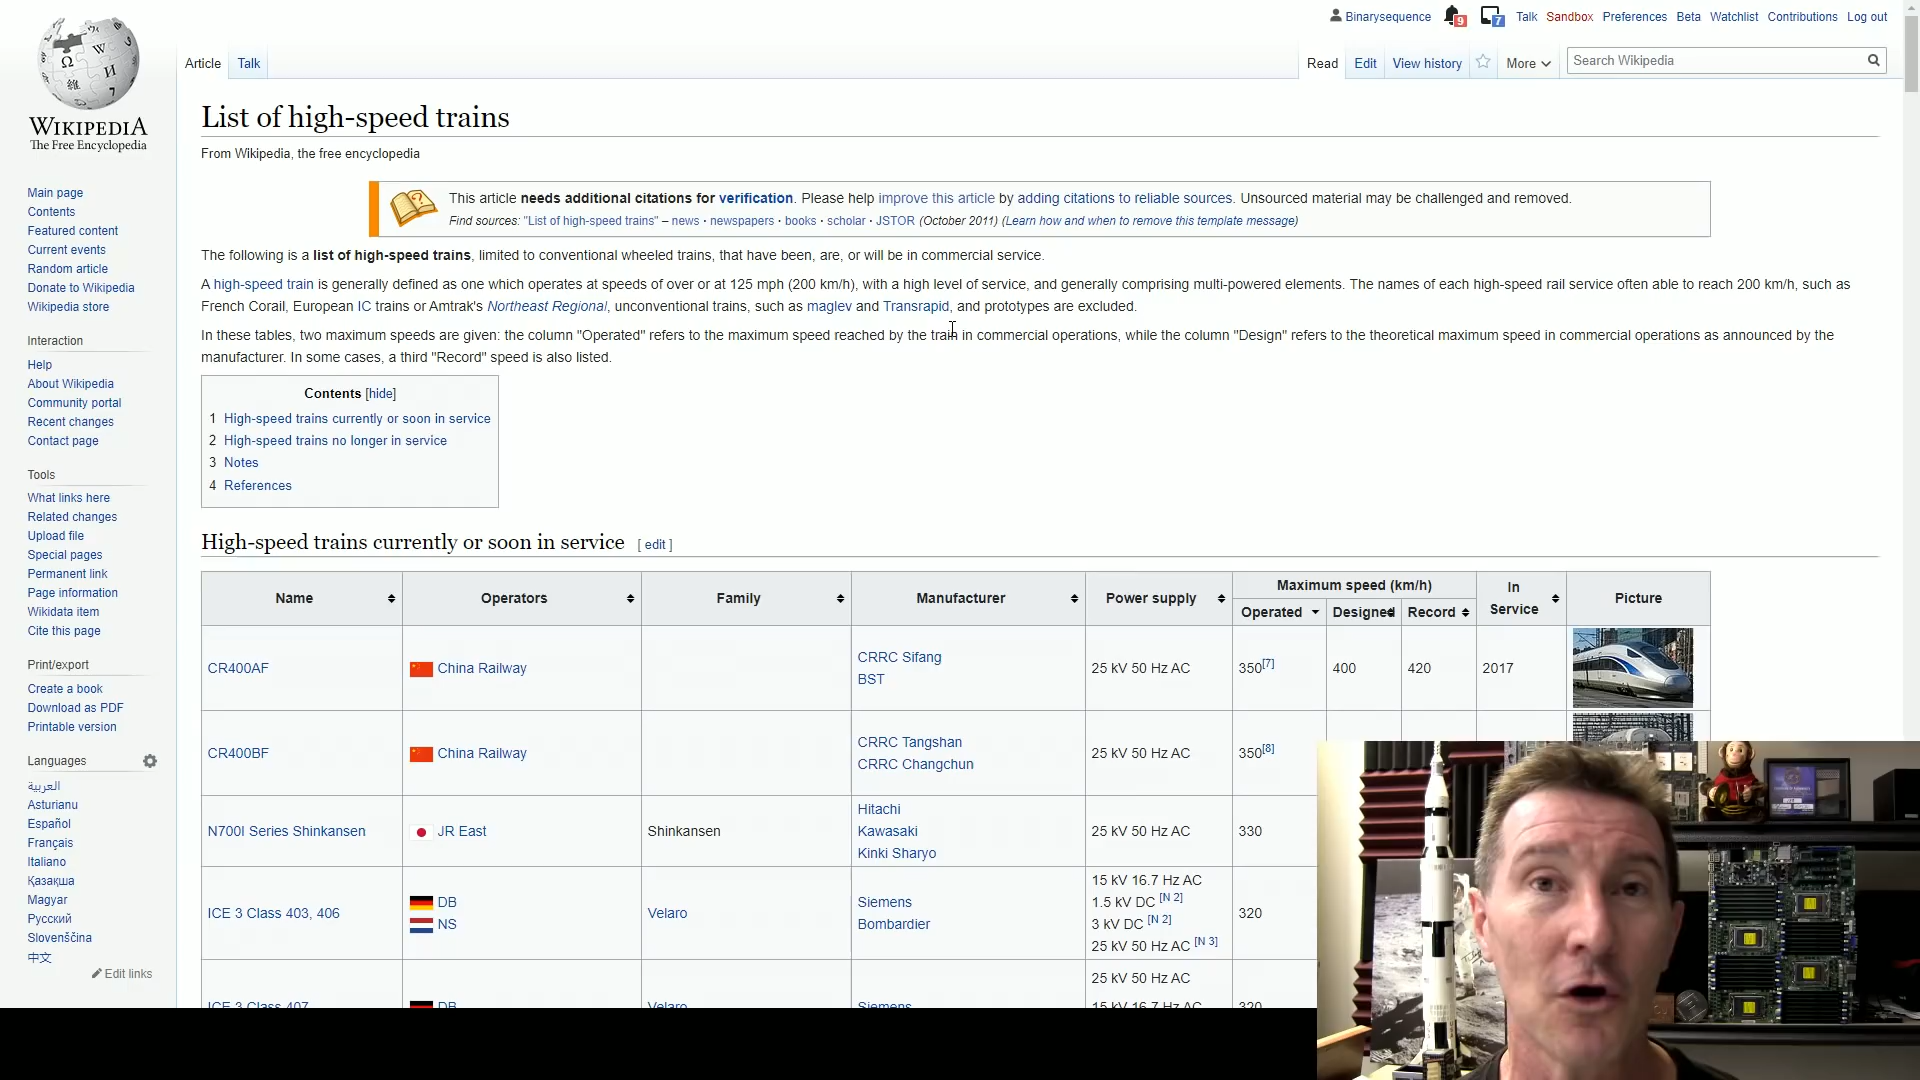 Binarysequence 9 7 Talk Sandbox Preferences Beta Watchlist Contributions Log out
Article Talk Read Edit View history More Search Wikipedia
WIKIPEDIA
The Free Encyclopedia
Main page
Contents
Featured content
Current events
Random article
Donate to Wikipedia
Wikipedia store
Interaction
Help
About Wikipedia
Community portal
Recent changes
Contact page
Tools
What links here
Related changes
Upload file
Special pages
Permanent link
Page information
Wikidata item
Cite this page
Print/export
Create a book
Download as PDF
Printable version
Languages
العربية
Asturianu
Español
Français
Italiano
Қазақша
Magyar
Русский
Slovenščina
中文
Edit links
List of high-speed trains
From Wikipedia, the free encyclopedia
This article needs additional citations for verification. Please help improve this article by adding citations to reliable sources. Unsourced material may be challenged and removed.
Find sources: "List of high-speed trains" – news · newspapers · books · scholar · JSTOR (October 2011) (Learn how and when to remove this template message)
The following is a list of high-speed trains, limited to conventional wheeled trains, that have been, are, or will be in commercial service.
A high-speed train is generally defined as one which operates at speeds of over or at 125 mph (200 km/h), with a high level of service, and generally comprising multi-powered elements. The names of each high-speed rail service often able to reach 200 km/h, such as
French Corail, European IC trains or Amtrak's Northeast Regional, unconventional trains, such as maglev and Transrapid, and prototypes are excluded.
In these tables, two maximum speeds are given: the column "Operated" refers to the maximum speed reached by the train in commercial operations, while the column "Design" refers to the theoretical maximum speed in commercial operations as announced by the
manufacturer. In some cases, a third "Record" speed is also listed.
Contents [hide]
1 High-speed trains currently or soon in service
2 High-speed trains no longer in service
3 Notes
4 References
High-speed trains currently or soon in service [ edit ]
Name Operators Family Manufacturer Power supply Maximum speed (km/h) In Service Picture
Operated Designed Record
CR400AF China Railway CRRC Sifang BST 25 kV 50 Hz AC 350[7] 400 420 2017
CR400BF China Railway CRRC Tangshan CRRC Changchun 25 kV 50 Hz AC 350[8]
N700I Series Shinkansen JR East Shinkansen Hitachi Kawasaki Kinki Sharyo 25 kV 50 Hz AC 330
ICE 3 Class 403, 406 DB NS Velaro Siemens Bombardier 15 kV 16.7 Hz AC 1.5 kV DC [N 2] 3 kV DC [N 2] 25 kV 50 Hz AC [N 3] 320
ICE 3 Class 407 DB Velaro Siemens 25 kV 50 Hz AC 15 kV 16.7 Hz AC 320